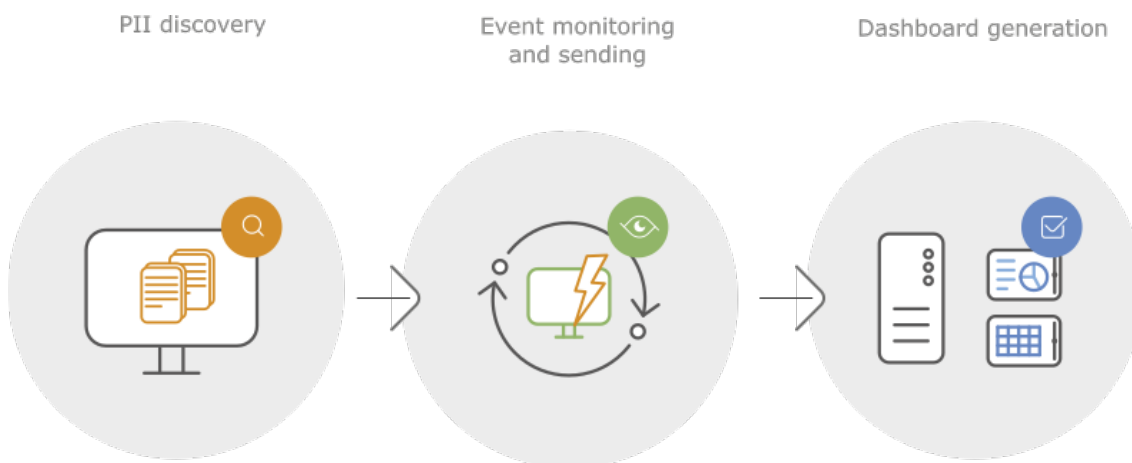 PII discovery
Event monitoring
and sending
Dashboard generation